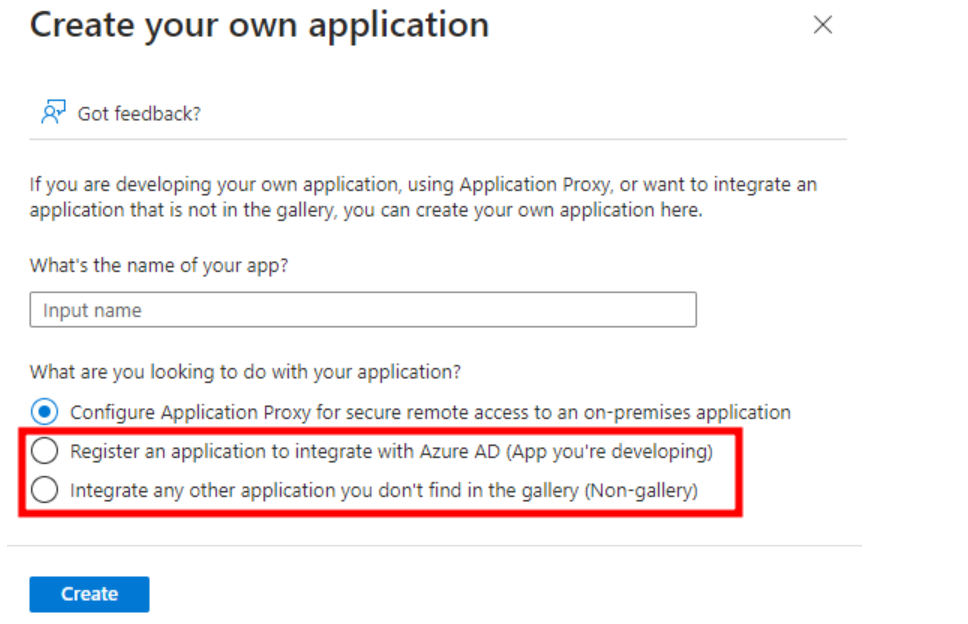 Create your own application
Got feedback?
If you are developing your own application, using Application Proxy, or want to integrate an
application that is not in the gallery, you can create your own application here.
What's the name of your app?
Input name
What are you looking to do with your application?
Configure Application Proxy for secure remote access to an on-premises application
Register an application to integrate with Azure AD (App you're developing)
Integrate any other application you don't find in the gallery (Non-gallery)
Create